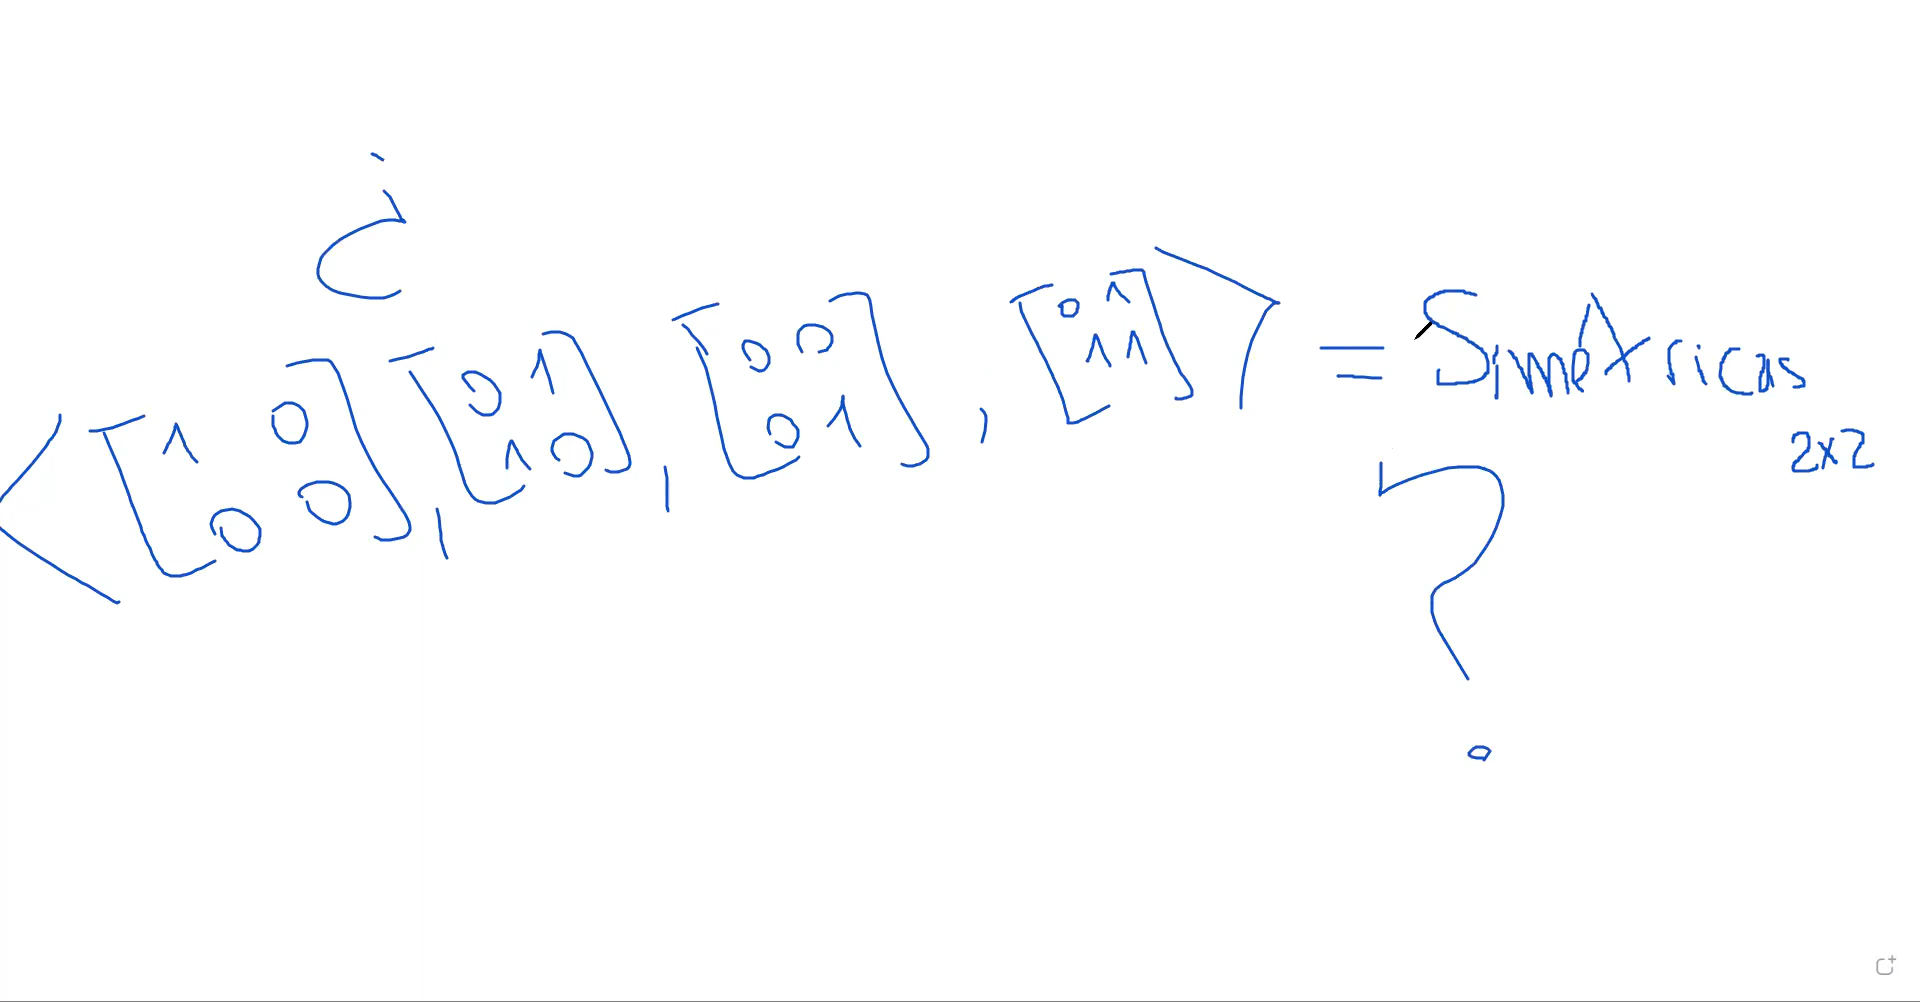 ¿
< [ 1 0 ] , [ 0 1 ] , [ 0 0 ] , [ 0 1 ] > = Simétricas
[ 0 0 ] [ 1 0 ] [ 0 1 ] [ 1 1 ] 2x2
?